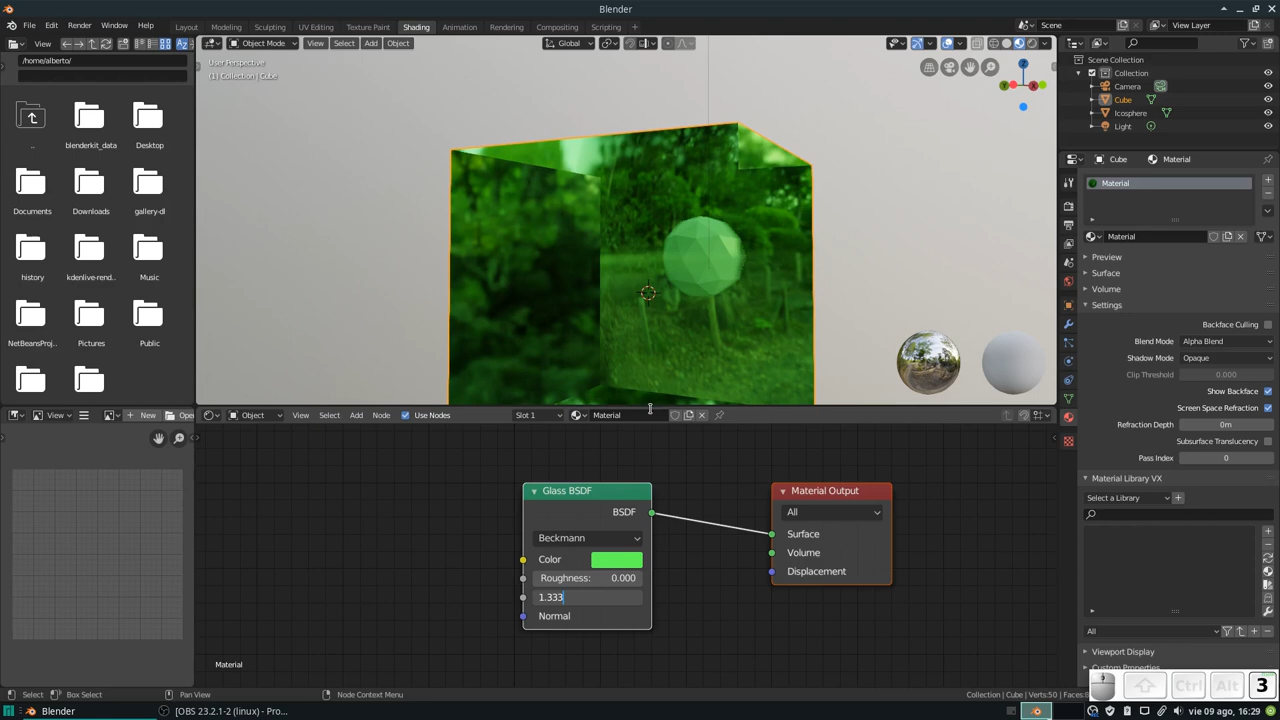 Blender
File Edit Render Window Help Layout Modeling Sculpting UV Editing Texture Paint Shading Animation Rendering Compositing Scripting + Scene View Layer
View Object Mode View Select Add Object Global
/home/alberto/
User Perspective
(1) Collection | Cube
..
blenderkit_data
Desktop
Documents
Downloads
gallery-dl
history
kdenlive-rend..
Music
NetBeansProj..
Pictures
Public
Scene Collection
Collection
Camera
Cube
Icosphere
Light
Cube Material
Material
Material
Preview
Surface
Volume
Settings
Backface Culling
Blend Mode Alpha Blend
Shadow Mode Opaque
Clip Threshold 0.000
Show Backface
Screen Space Refraction
Refraction Depth 0m
Subsurface Translucency
Pass Index 0
Material Library VX
Select a Library
All
Viewport Display
Custom Properties
View + New Open
Object View Select Add Node Use Nodes Slot 1 Material
Glass BSDF
BSDF
Beckmann
Color
Roughness: 0.000
1.333
Normal
Material Output
All
Surface
Volume
Displacement
Material
Select Box Select Pan View Node Context Menu
Collection | Cube | Verts:50 | Faces:8
Ctrl Alt 3
Blender [OBS 23.2.1-2 (linux) - Pro... vie 09 ago, 16:29